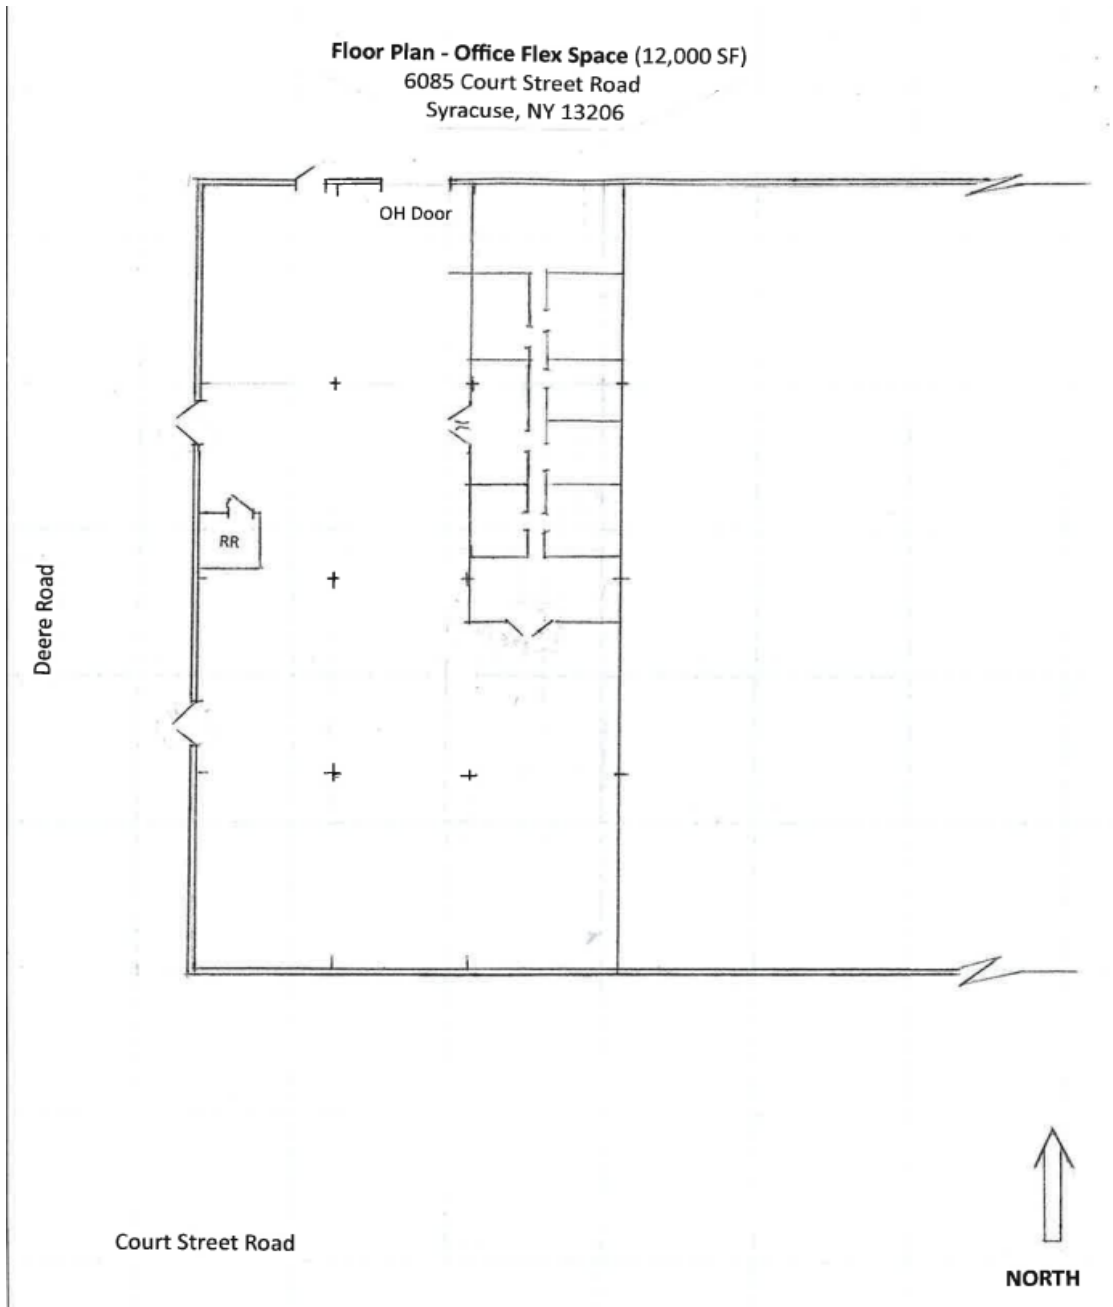 Floor Plan - Office Flex Space (12,000 SF)
6085 Court Street Road
Syracuse, NY 13206
OH Door
RR
Deere Road
Court Street Road
NORTH